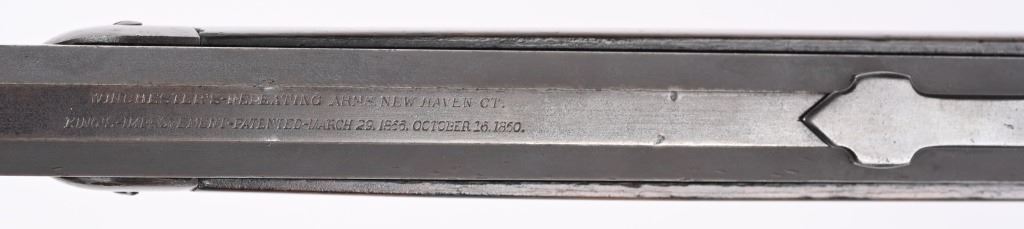 WINCHESTER'S-REPEATING ARMS. NEW HAVEN CT.
KING'S-IMPROVEMENT-PATENTED-MARCH 29. 1866. OCTOBER 16. 1860.